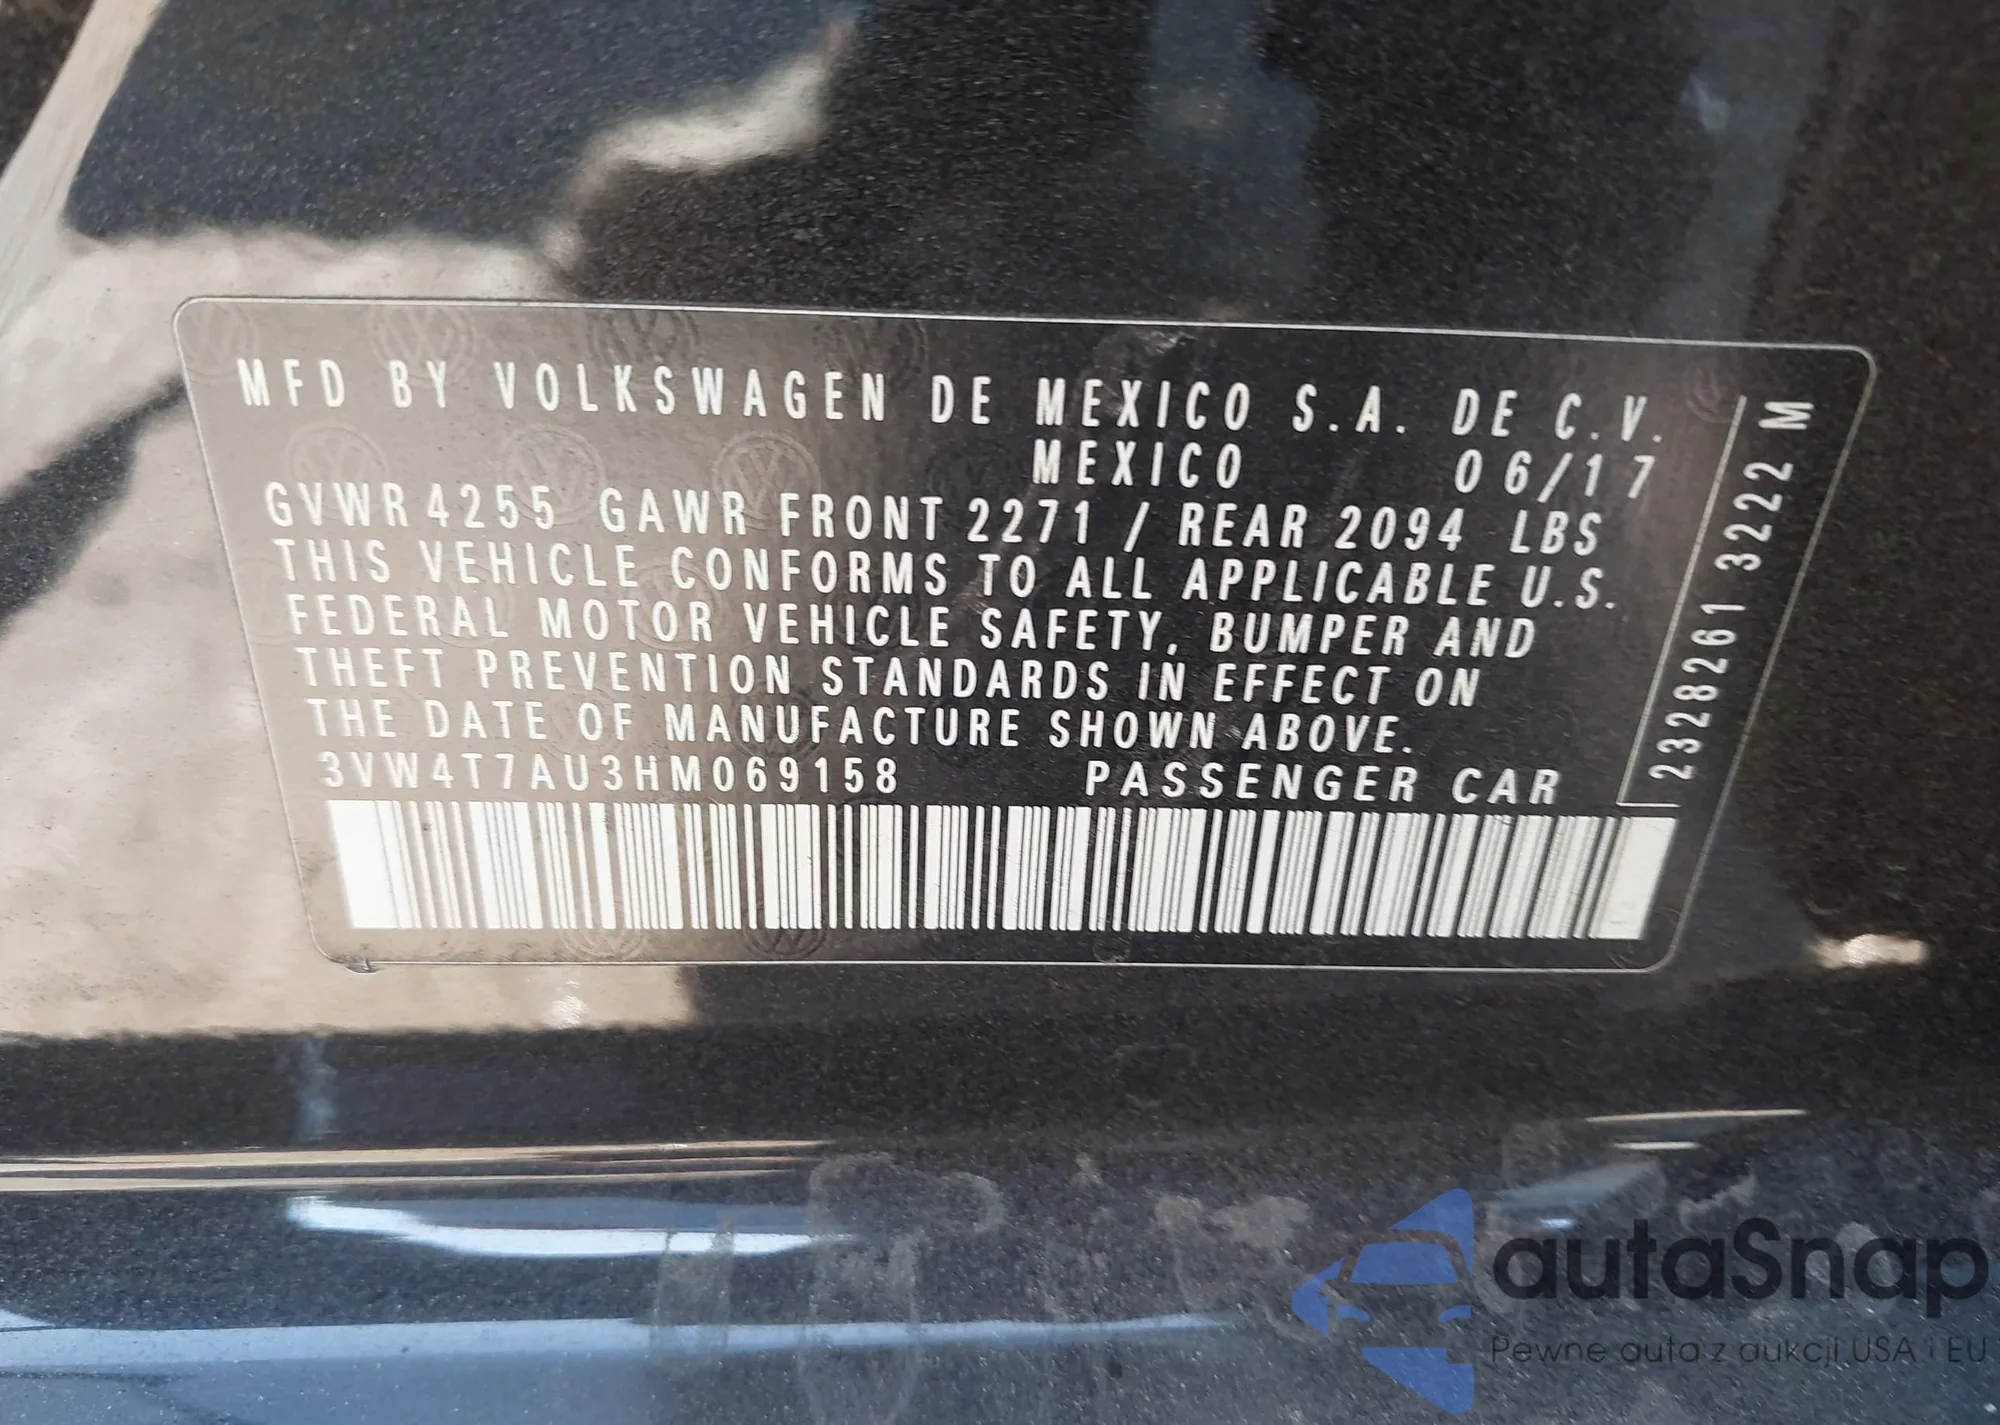 MFD BY VOLKSWAGEN DE MEXICO S.A. DE C.V.
MEXICO 06/17
GVWR 4255 GAWR FRONT 2271 / REAR 2094 LBS
THIS VEHICLE CONFORMS TO ALL APPLICABLE U.S.
FEDERAL MOTOR VEHICLE SAFETY, BUMPER AND
THEFT PREVENTION STANDARDS IN EFFECT ON
THE DATE OF MANUFACTURE SHOWN ABOVE.
3VW4T7AU3HM069158 PASSENGER CAR
2328261 3222 M
autaSnap
Pewne auta z aukcji USA i EU